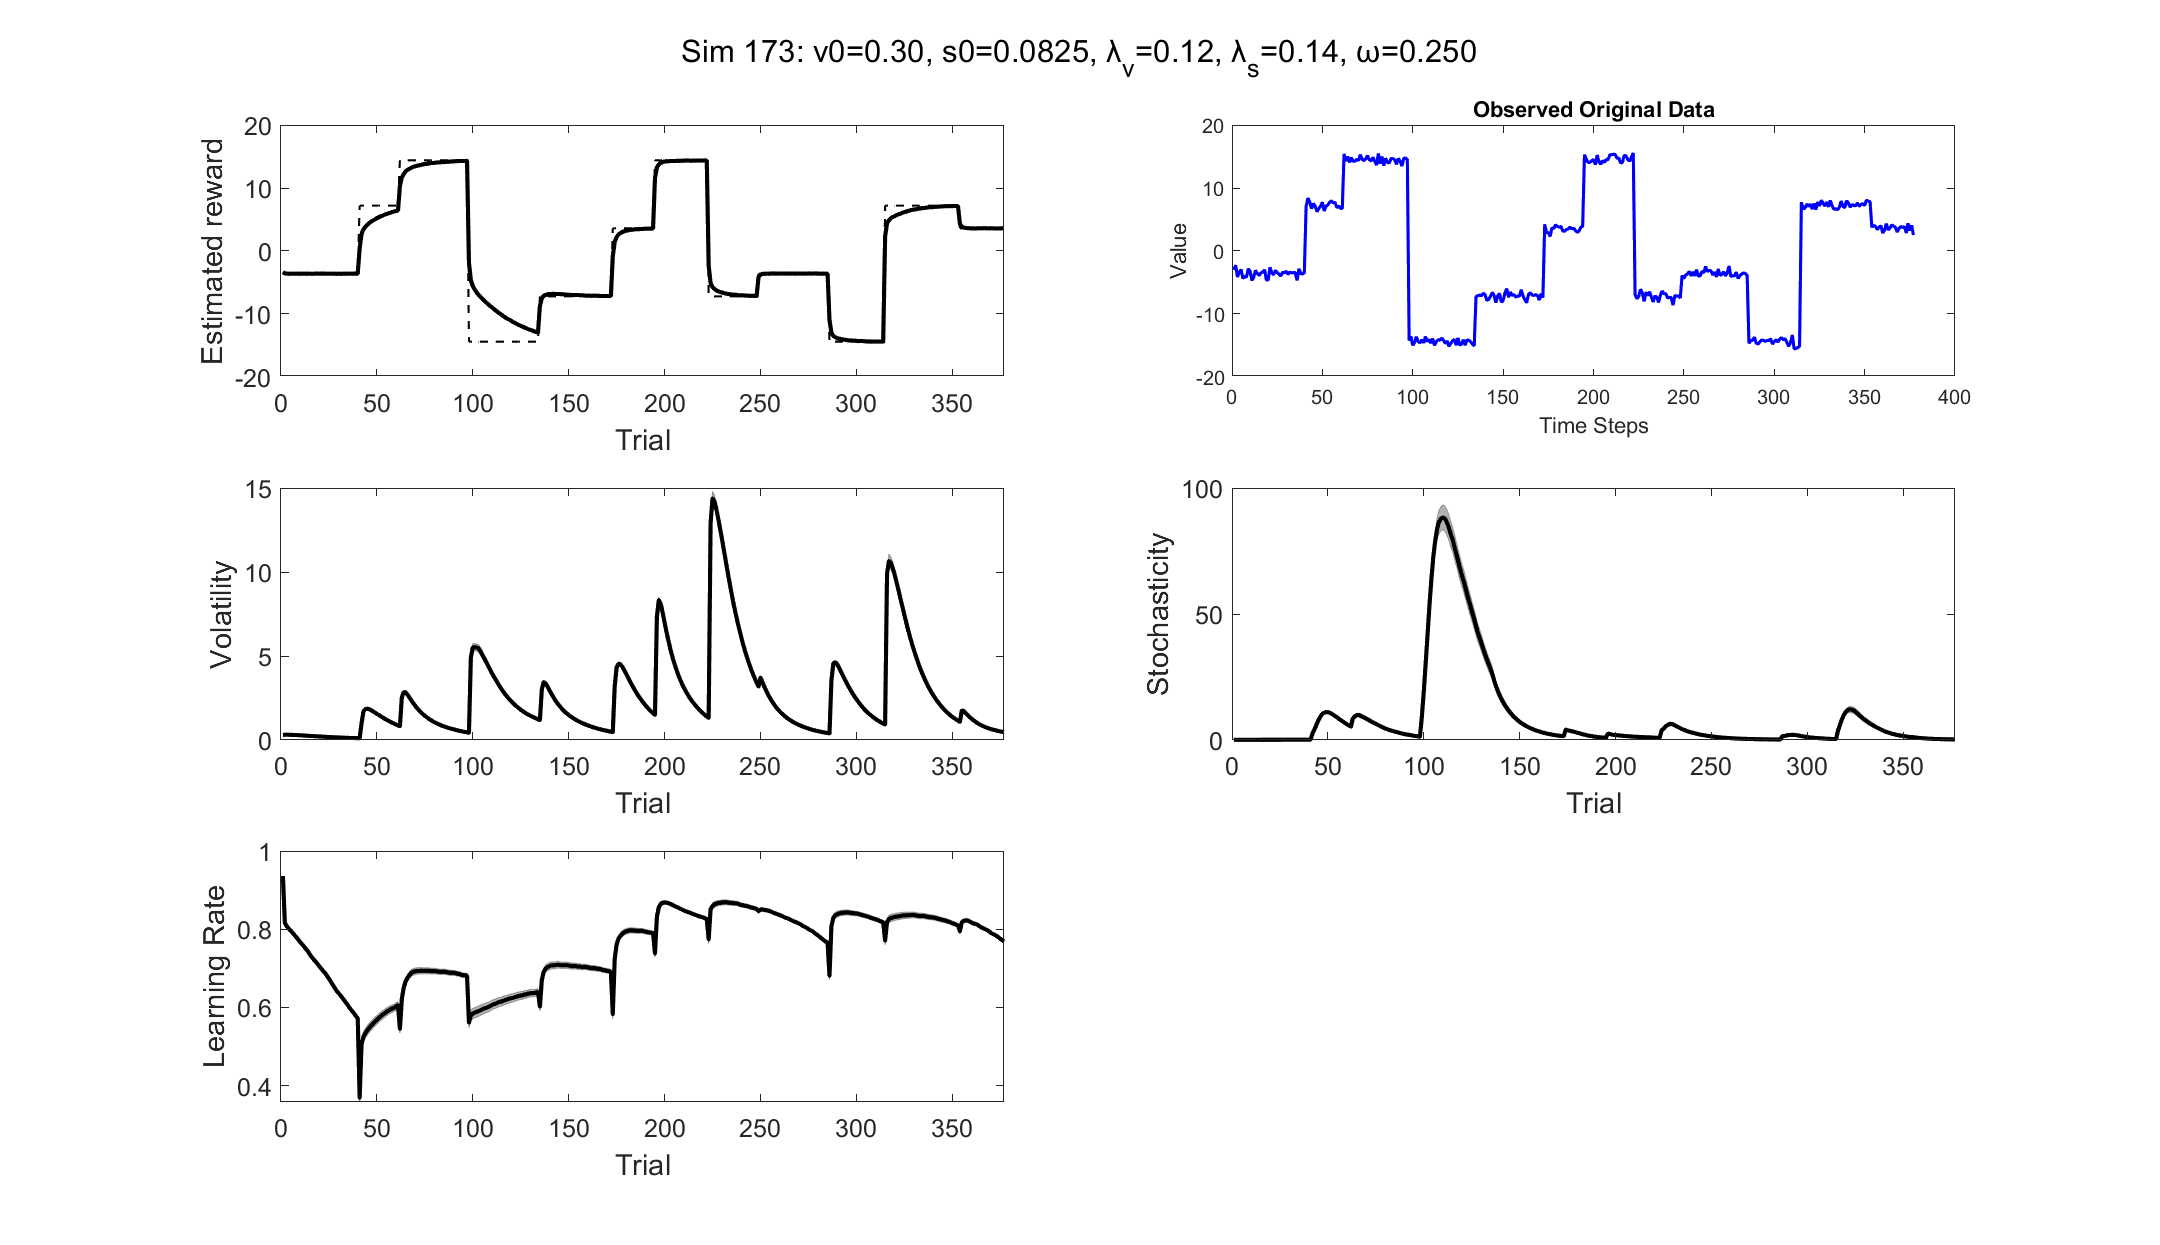 Sim 173: v0=0.30, s0=0.0825, λv=0.12, λs=0.14, ω=0.250
Estimated reward
20
10
0
-10
-20
0 50 100 150 200 250 300 350
Trial
Observed Original Data
Value
20
10
0
-10
-20
0 50 100 150 200 250 300 350 400
Time Steps
Volatility
15
10
5
0
0 50 100 150 200 250 300 350
Trial
Stochasticity
100
50
0
0 50 100 150 200 250 300 350
Trial
Learning Rate
1
0.8
0.6
0.4
0 50 100 150 200 250 300 350
Trial